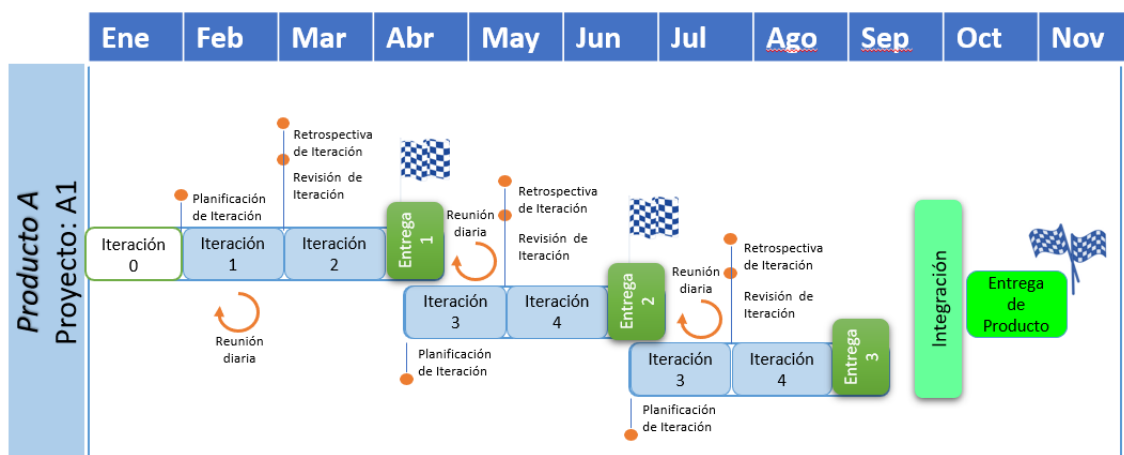 Ene Feb Mar Abr May Jun Jul Ago Sep Oct Nov
Producto A
Proyecto: A1
Iteración
0
Planificación
de Iteración
Iteración
1
Reunión
diaria
Retrospectiva
de Iteración
Revisión de
Iteración
Iteración
2
Entrega
1
Reunión
diaria
Iteración
3
Planificación
de Iteración
Retrospectiva
de Iteración
Revisión de
Iteración
Iteración
4
Entrega
2
Reunión
diaria
Iteración
3
Planificación
de Iteración
Retrospectiva
de Iteración
Revisión de
Iteración
Iteración
4
Entrega
3
Integración
Entrega
de
Producto